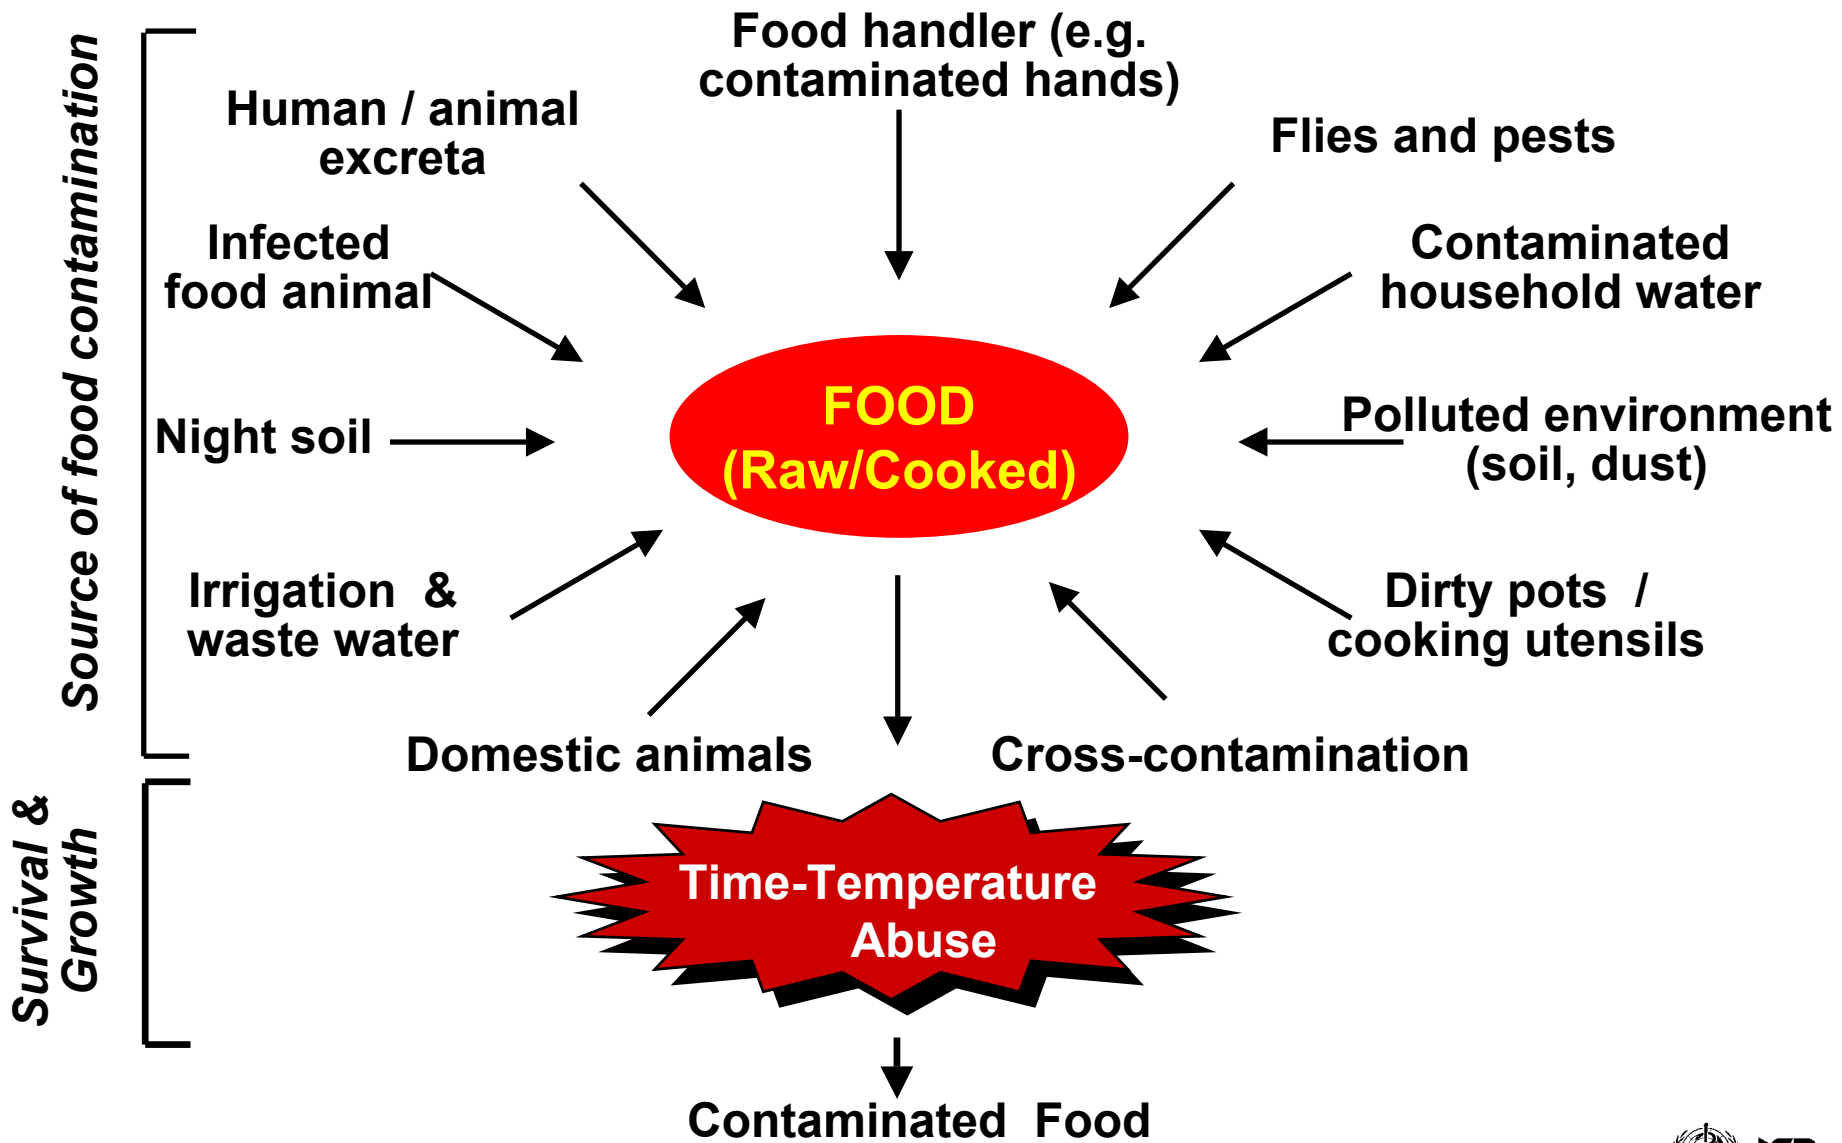 Source of food contamination
Food handler (e.g.
contaminated hands)
Human / animal
excreta
Flies and pests
Infected
food animal
Contaminated
household water
FOOD
(Raw/Cooked)
Night soil
Polluted environment
(soil, dust)
Irrigation &
waste water
Dirty pots /
cooking utensils
Domestic animals
Cross-contamination
Survival &
Growth
Time-Temperature
Abuse
Contaminated Food